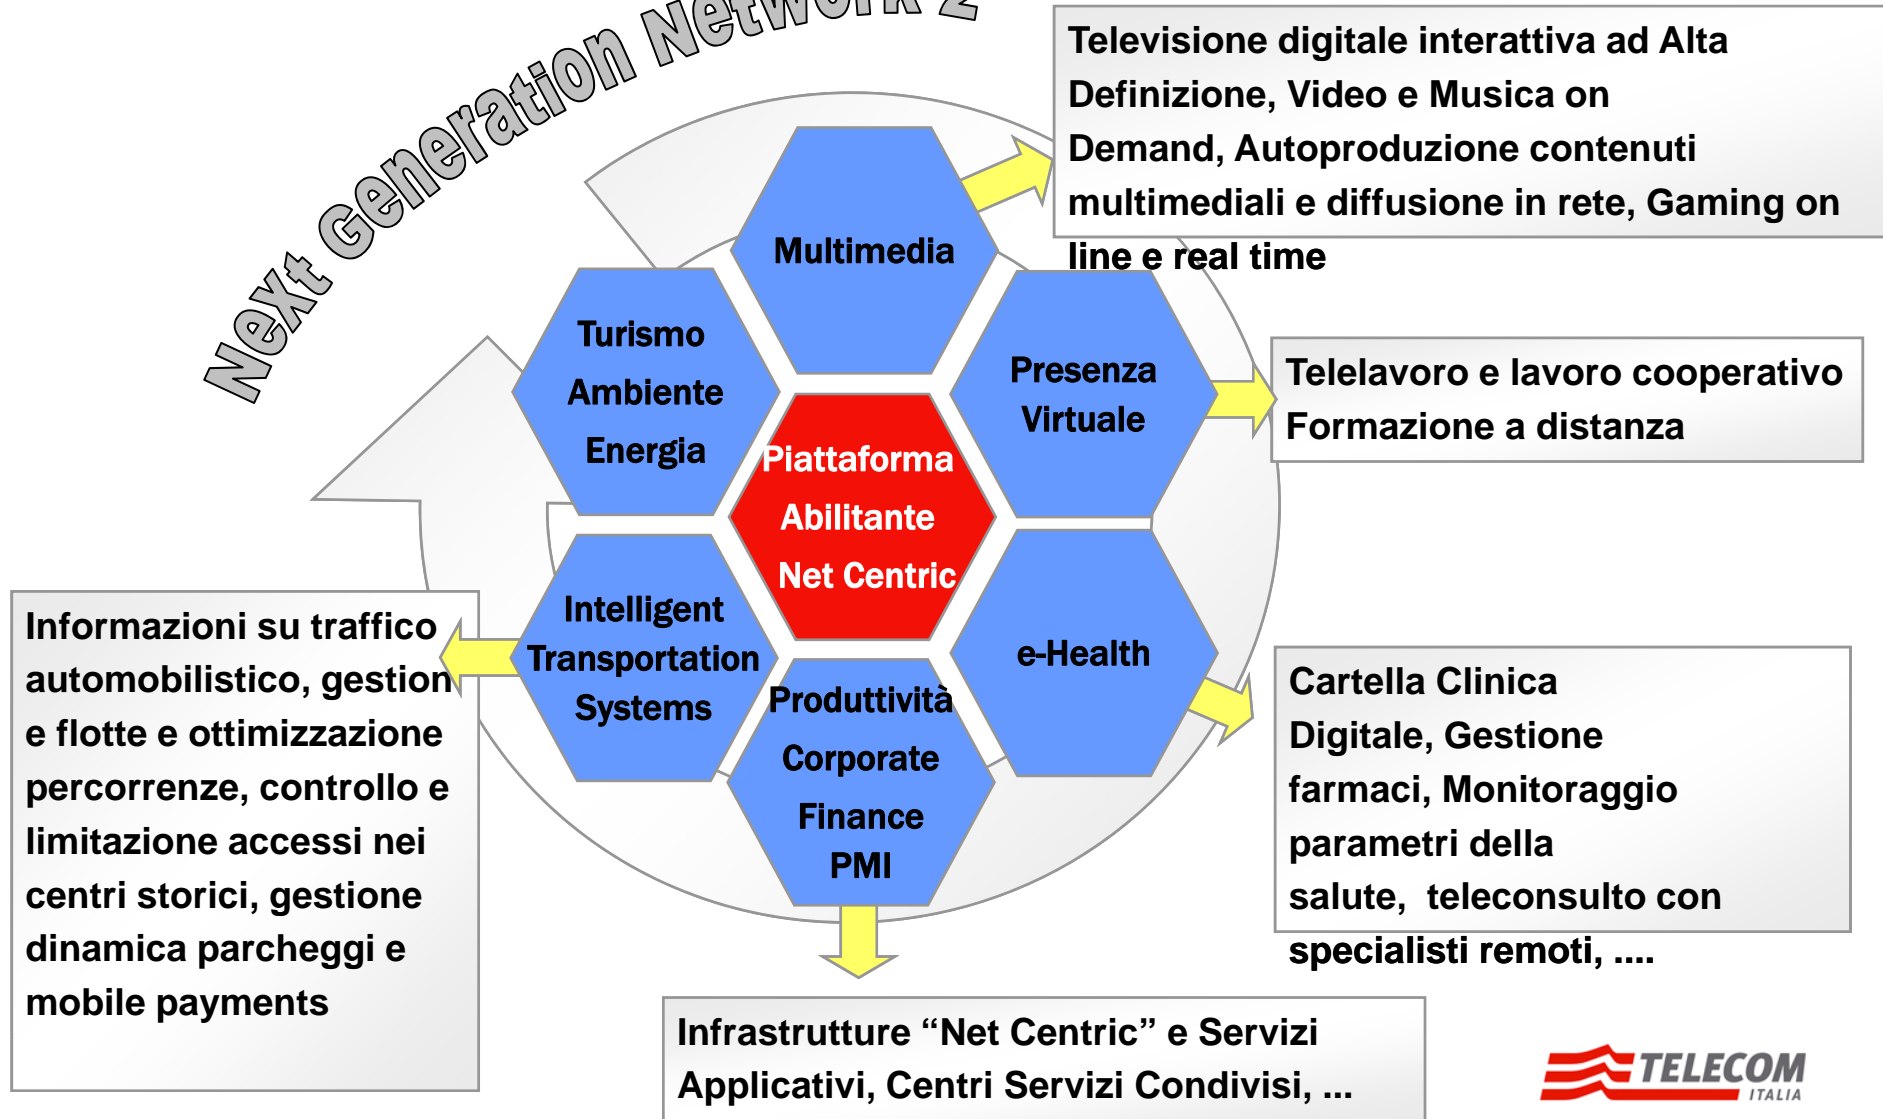 Next Generation Network 2
Televisione digitale interattiva ad Alta
Definizione, Video e Musica on
Demand, Autoproduzione contenuti
multimediali e diffusione in rete, Gaming on
line e real time
Multimedia
Turismo
Ambiente
Energia
Presenza
Virtuale
Telelavoro e lavoro cooperativo
Formazione a distanza
Piattaforma
Abilitante
Net Centric
Intelligent
Transportation
Systems
e-Health
Produttività
Corporate
Finance
PMI
Informazioni su traffico
automobilistico, gestion
e flotte e ottimizzazione
percorrenze, controllo e
limitazione accessi nei
centri storici, gestione
dinamica parcheggi e
mobile payments
Cartella Clinica
Digitale, Gestione
farmaci, Monitoraggio
parametri della
salute, teleconsulto con
specialisti remoti, ....
Infrastrutture “Net Centric” e Servizi
Applicativi, Centri Servizi Condivisi, ...
TELECOM
ITALIA